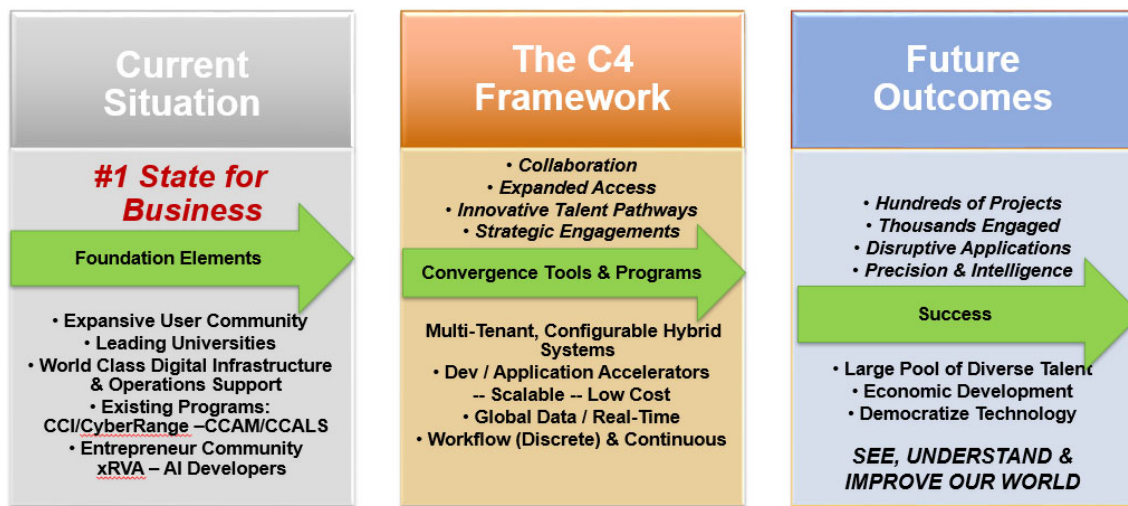 Current
Situation
#1 State for
Business
Foundation Elements
• Expansive User Community
• Leading Universities
• World Class Digital Infrastructure
& Operations Support
• Existing Programs:
CCI/CyberRange –CCAM/CCALS
• Entrepreneur Community
xRVA – AI Developers
The C4
Framework
• Collaboration
• Expanded Access
• Innovative Talent Pathways
• Strategic Engagements
Convergence Tools & Programs
Multi-Tenant, Configurable Hybrid
Systems
• Dev / Application Accelerators
-- Scalable -- Low Cost
• Global Data / Real-Time
• Workflow (Discrete) & Continuous
Future
Outcomes
• Hundreds of Projects
• Thousands Engaged
• Disruptive Applications
• Precision & Intelligence
Success
• Large Pool of Diverse Talent
• Economic Development
• Democratize Technology
SEE, UNDERSTAND &
IMPROVE OUR WORLD